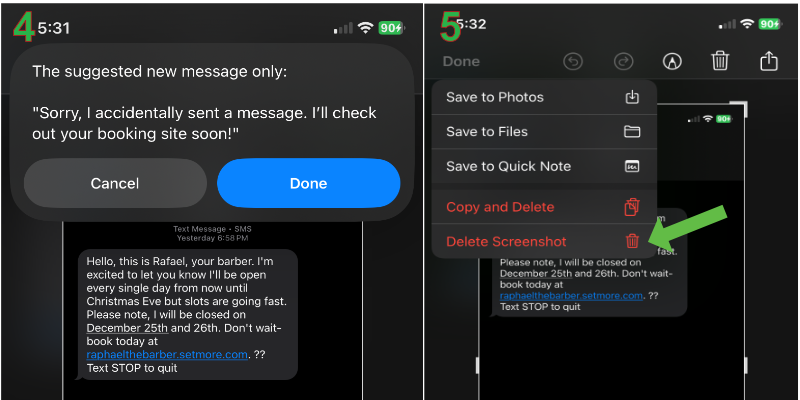 4
5:31
90
The suggested new message only:
"Sorry, I accidentally sent a message. I'll check
out your booking site soon!"
Cancel
Done
Text Message • SMS
Yesterday 6:58 PM
Hello, this is Rafael, your barber. I'm
excited to let you know I'll be open
every single day from now until
Christmas Eve but slots are going fast.
Please note, I will be closed on
December 25th and 26th. Don't wait-
book today at
raphaelthebarber.setmore.com. ??
Text STOP to quit
5
5:32
90
Done
Save to Photos
Save to Files
Save to Quick Note
Copy and Delete
Delete Screenshot
90
fast.
Please note, I will be closed on
December 25th and 26th. Don't wait-
book today at
raphaelthebarber.setmore.com. ??
Text STOP to quit